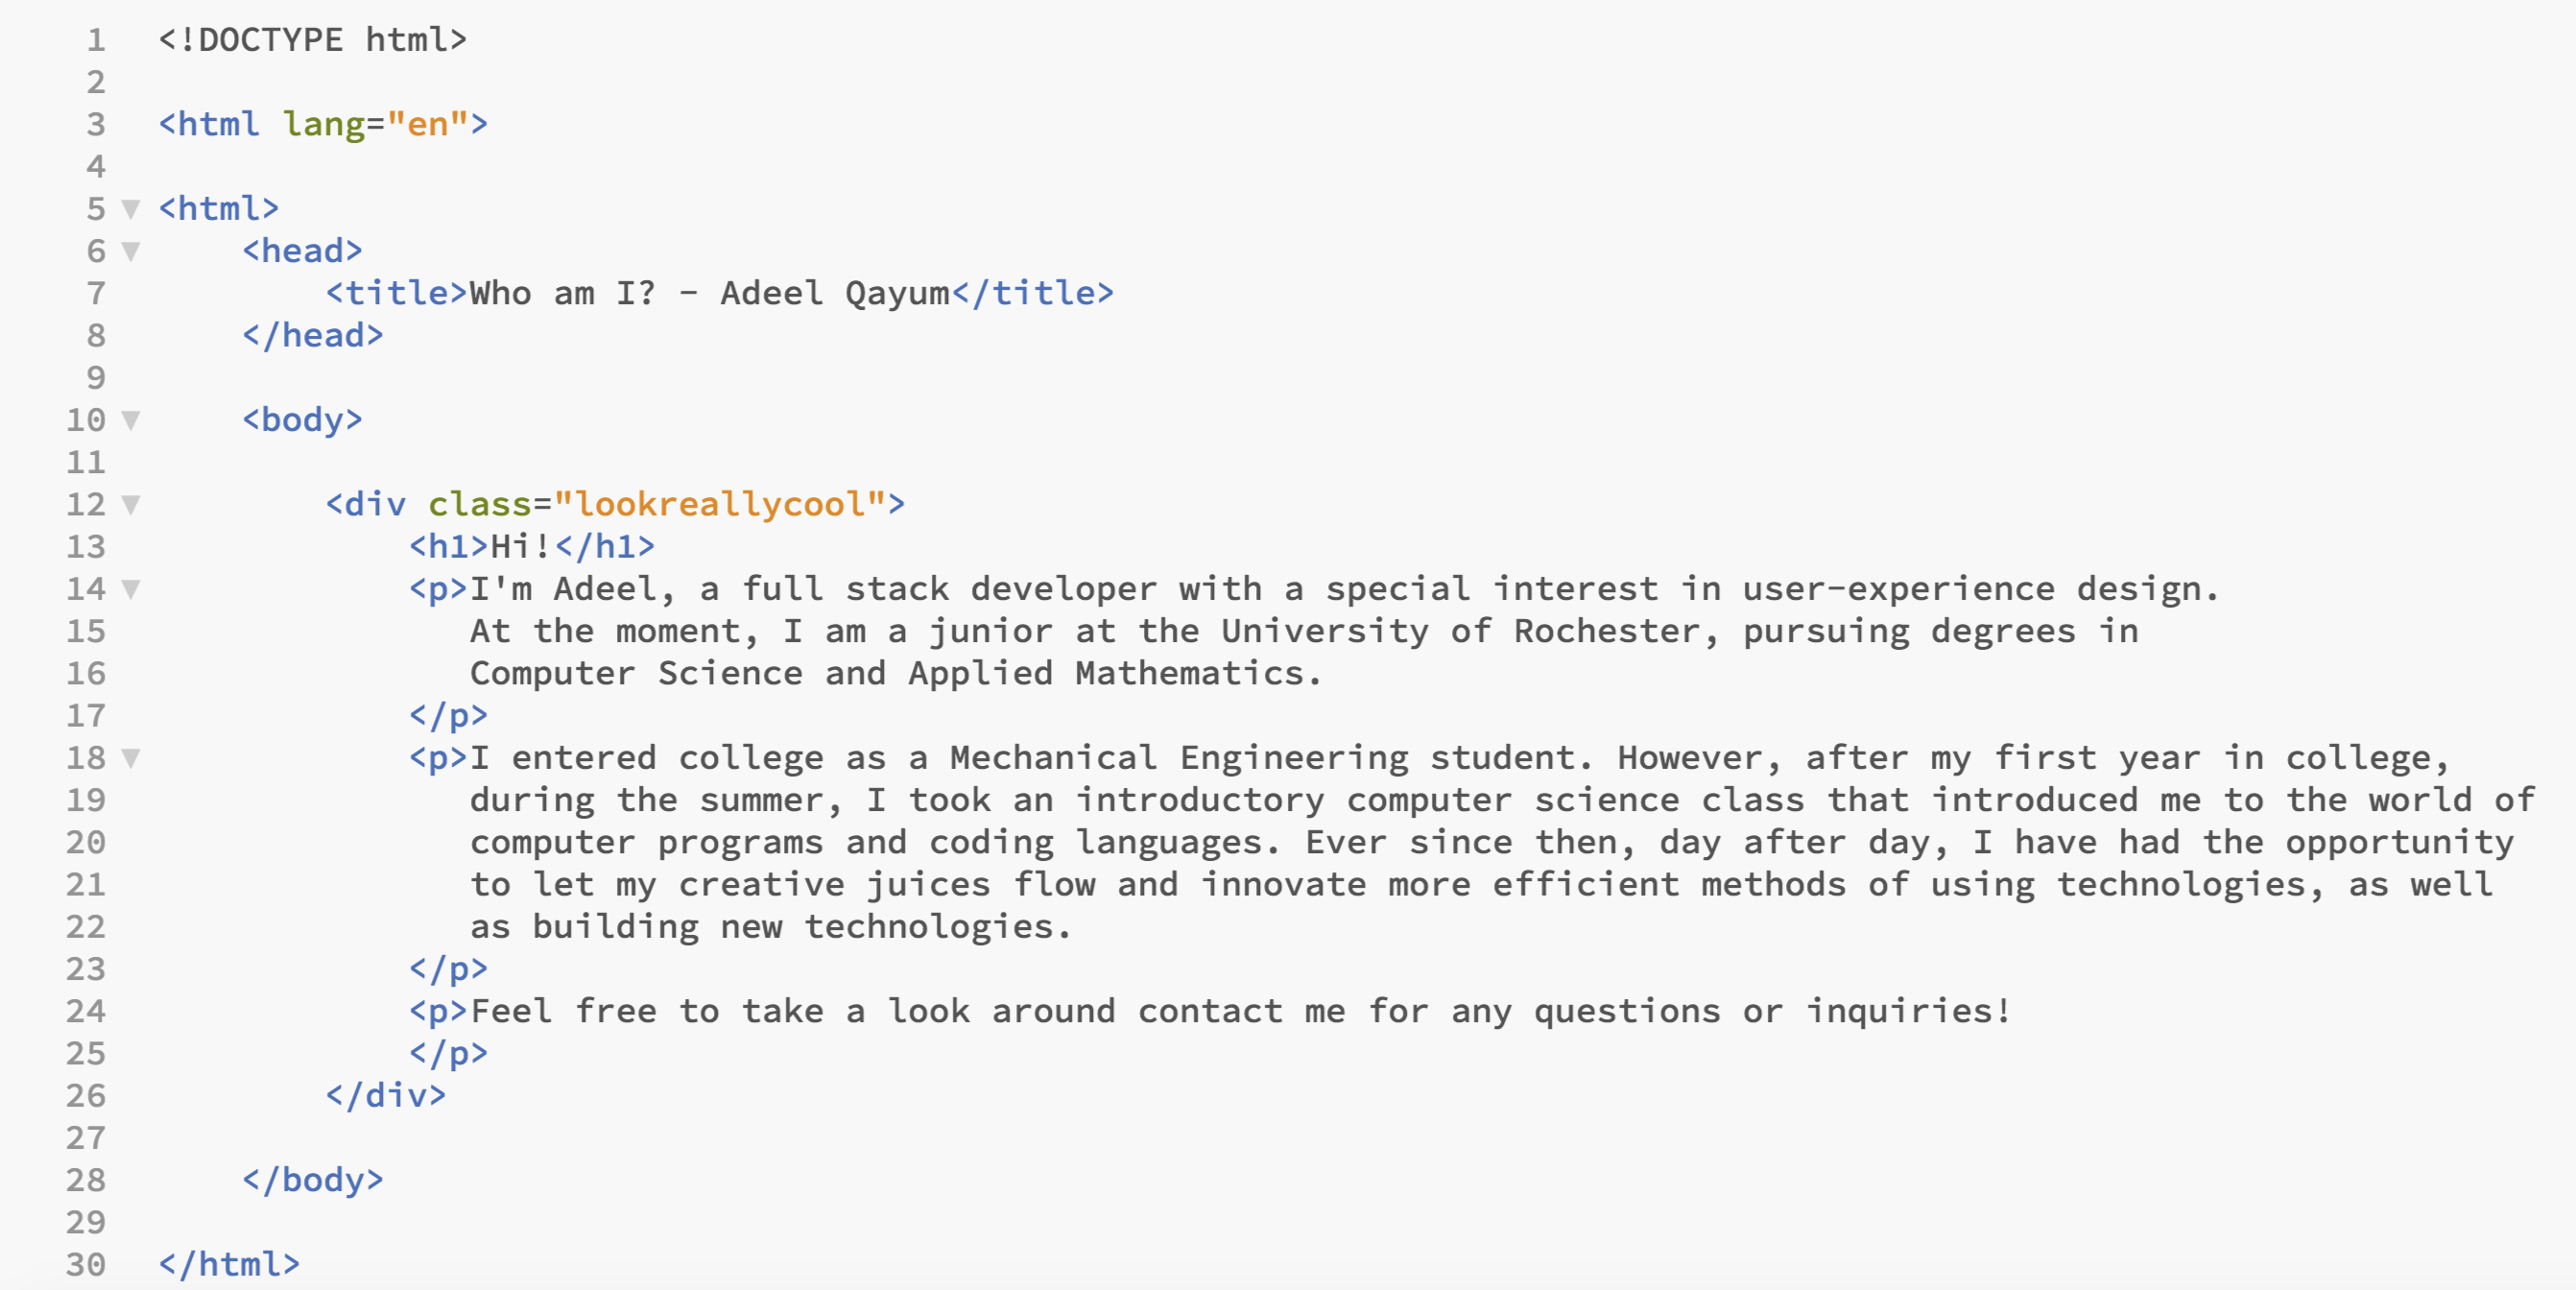 1 <!DOCTYPE html>
2
3 <html lang="en">
4
5 <html>
6 <head>
7 <title>Who am I? - Adeel Qayum</title>
8 </head>
9
10 <body>
11
12 <div class="lookreallycool">
13 <h1>Hi!</h1>
14 <p>I'm Adeel, a full stack developer with a special interest in user-experience design.
15 At the moment, I am a junior at the University of Rochester, pursuing degrees in
16 Computer Science and Applied Mathematics.
17 </p>
18 <p>I entered college as a Mechanical Engineering student. However, after my first year in college,
19 during the summer, I took an introductory computer science class that introduced me to the world of
20 computer programs and coding languages. Ever since then, day after day, I have had the opportunity
21 to let my creative juices flow and innovate more efficient methods of using technologies, as well
22 as building new technologies.
23 </p>
24 <p>Feel free to take a look around contact me for any questions or inquiries!
25 </p>
26 </div>
27
28 </body>
29
30 </html>